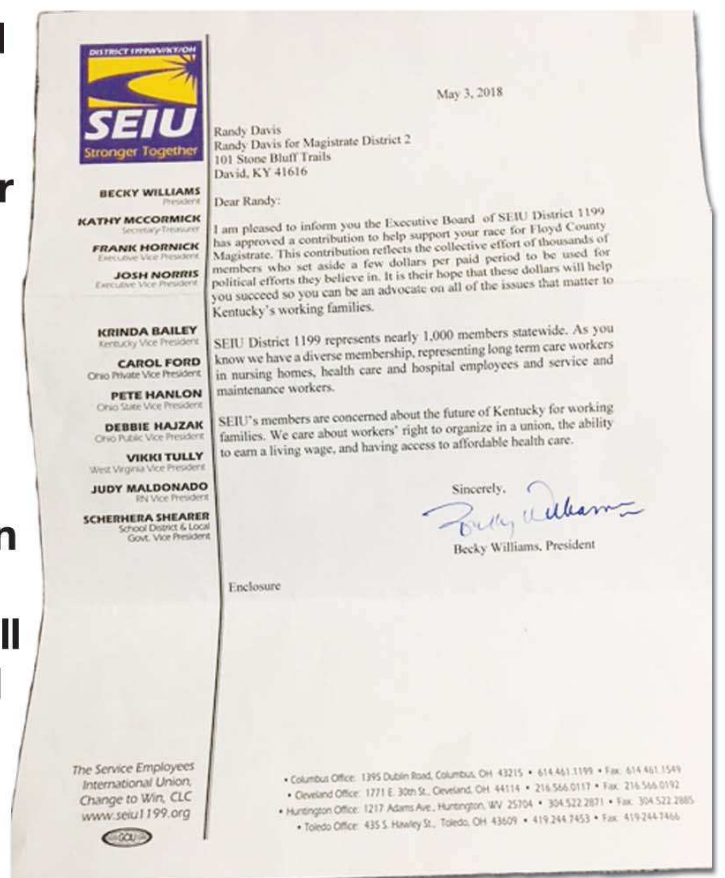 r
n
ll
DISTRICT 1199WV/KY/OH
SEIU
Stronger Together
BECKY WILLIAMS
President
KATHY MCCORMICK
Secretary-Treasurer
FRANK HORNICK
Executive Vice President
JOSH NORRIS
Executive Vice President
KRINDA BAILEY
Kentucky Vice President
CAROL FORD
Ohio Private Vice President
PETE HANLON
Ohio State Vice President
DEBBIE HAJZAK
Ohio Public Vice President
VIKKI TULLY
West Virginia Vice President
JUDY MALDONADO
RN Vice President
SCHERHERA SHEARER
School District & Local
Govt. Vice President
The Service Employees
International Union,
Change to Win, CLC
www.seiu1199.org
May 3, 2018
Randy Davis
Randy Davis for Magistrate District 2
101 Stone Bluff Trails
David, KY 41616
Dear Randy:
I am pleased to inform you the Executive Board of SEIU District 1199
has approved a contribution to help support your race for Floyd County
Magistrate. This contribution reflects the collective effort of thousands of
members who set aside a few dollars per paid period to be used for
political efforts they believe in. It is their hope that these dollars will help
you succeed so you can be an advocate on all of the issues that matter to
Kentucky's working families.
SEIU District 1199 represents nearly 1,000 members statewide. As you
know we have a diverse membership, representing long term care workers
in nursing homes, health care and hospital employees and service and
maintenance workers.
SEIU's members are concerned about the future of Kentucky for working
families. We care about workers' right to organize in a union, the ability
to earn a living wage, and having access to affordable health care.
Sincerely,
Becky Williams
Becky Williams, President
Enclosure
• Columbus Office: 1395 Dublin Road, Columbus, OH 43215 • 614.461.1199 • Fax: 614.461.1549
• Cleveland Office: 1771 E. 30th St., Cleveland, OH 44114 • 216.566.0117 • Fax: 216.566.0192
• Huntington Office: 1217 Adams Ave., Huntington, WV 25704 • 304.522.2871 • Fax: 304.522.2885
• Toledo Office: 435 S. Hawley St., Toledo, OH 43609 • 419.244.7453 • Fax: 419-244-7466